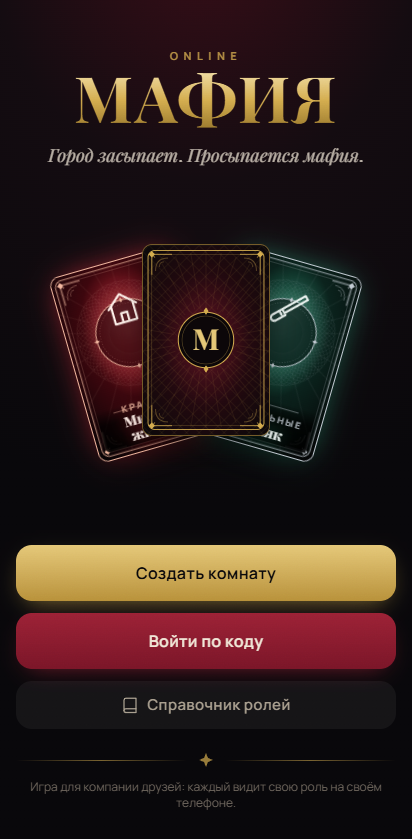 ONLINE
МАФИЯ
Город засыпает. Просыпается мафия.
М
Создать комнату
Войти по коду
Справочник ролей
Игра для компании друзей: каждый видит свою роль на своём
телефоне.